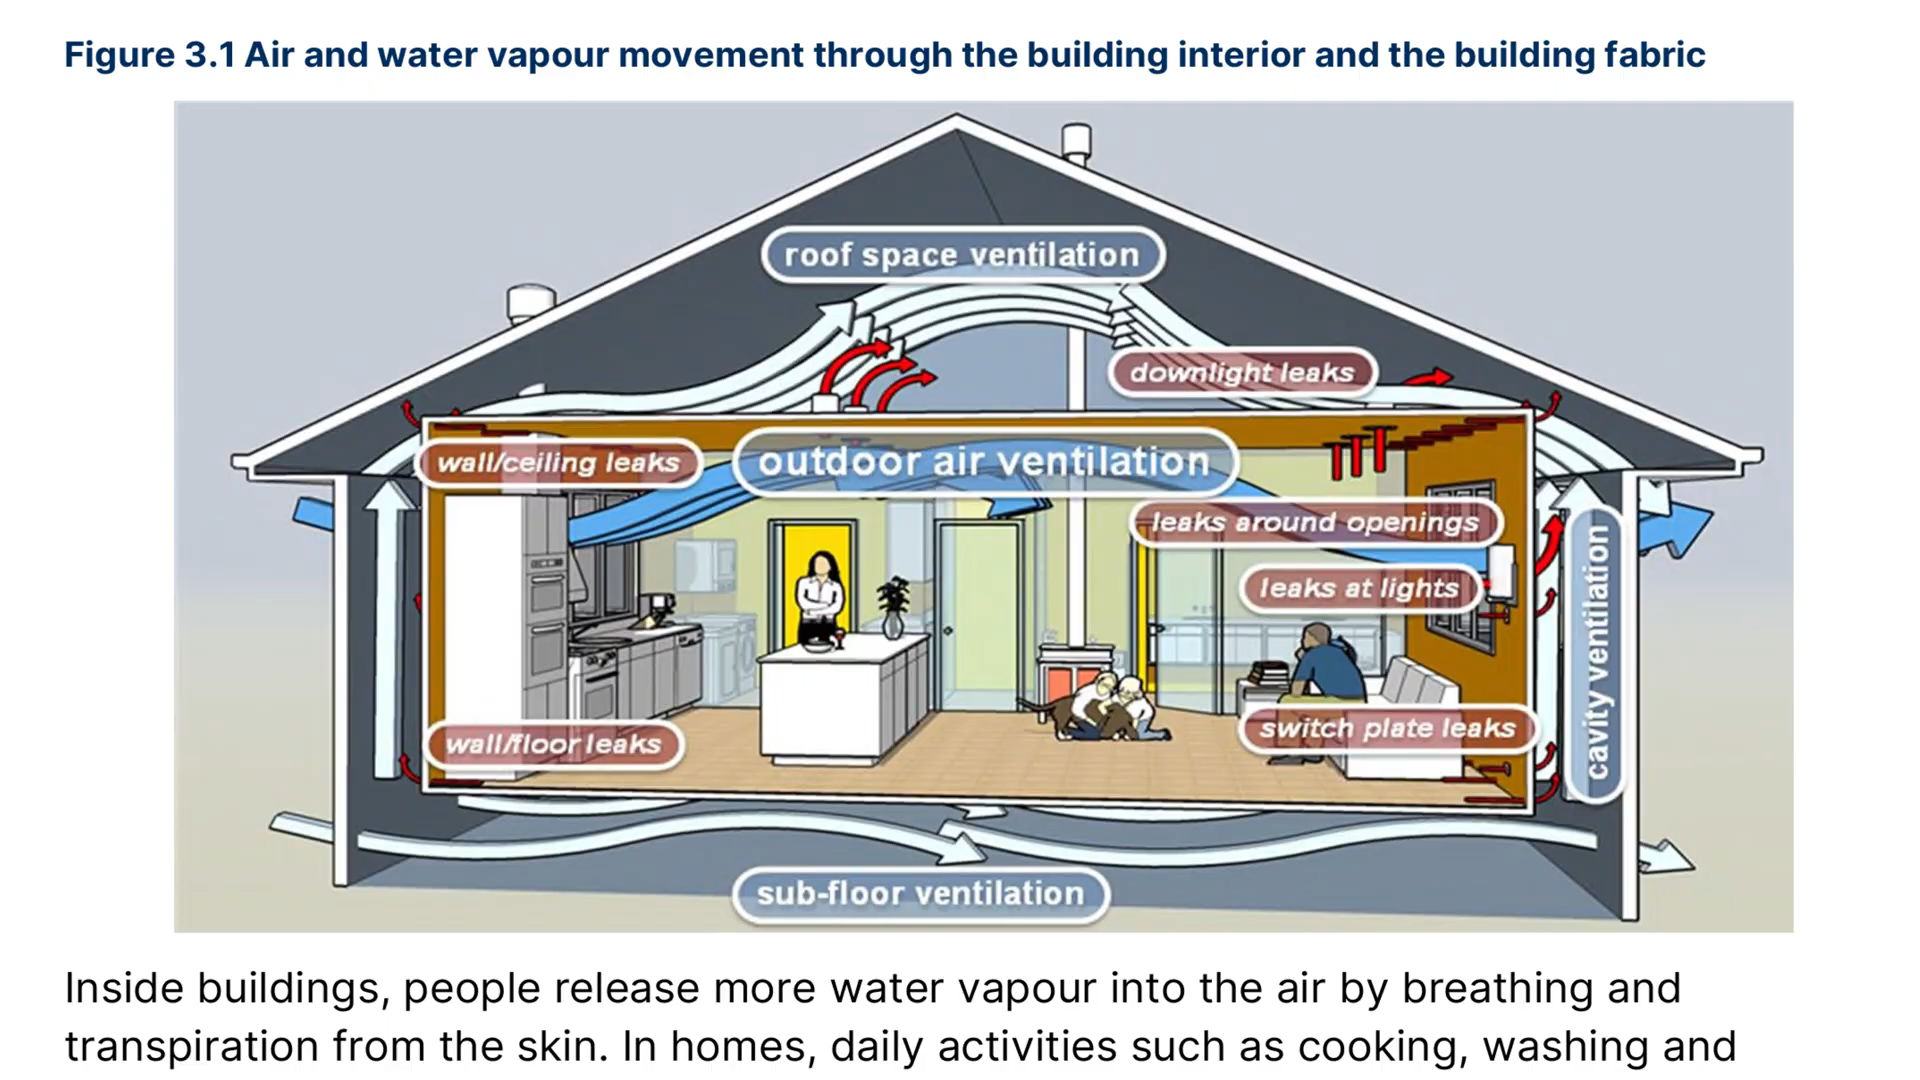 Figure 3.1 Air and water vapour movement through the building interior and the building fabric
roof space ventilation
downlight leaks
wall/ceiling leaks
outdoor air ventilation
leaks around openings
leaks at lights
cavity ventilation
switch plate leaks
wall/floor leaks
sub-floor ventilation
Inside buildings, people release more water vapour into the air by breathing and
transpiration from the skin. In homes, daily activities such as cooking, washing and